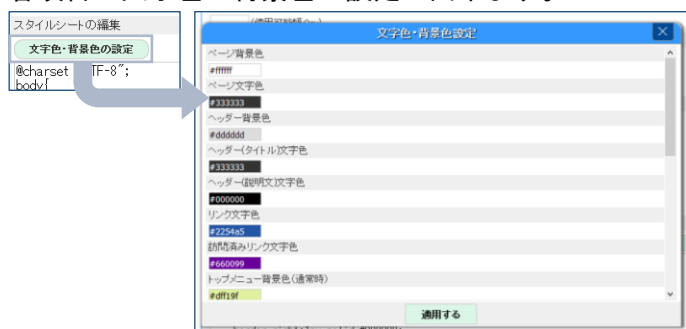 スタイルシートの編集
文字色・背景色の設定
@charset
TF-8";
body{
文字色・背景色設定
ページ背景色
#ffffff
ページ文字色
#333333
ヘッダー背景色
#dddddd
ヘッダー(タイトル)文字色
#333333
ヘッダー(説明文)文字色
#000000
リンク文字色
#2254a5
訪問済みリンク文字色
#660099
トップメニュー背景色(通常時)
#dff19f
適用する